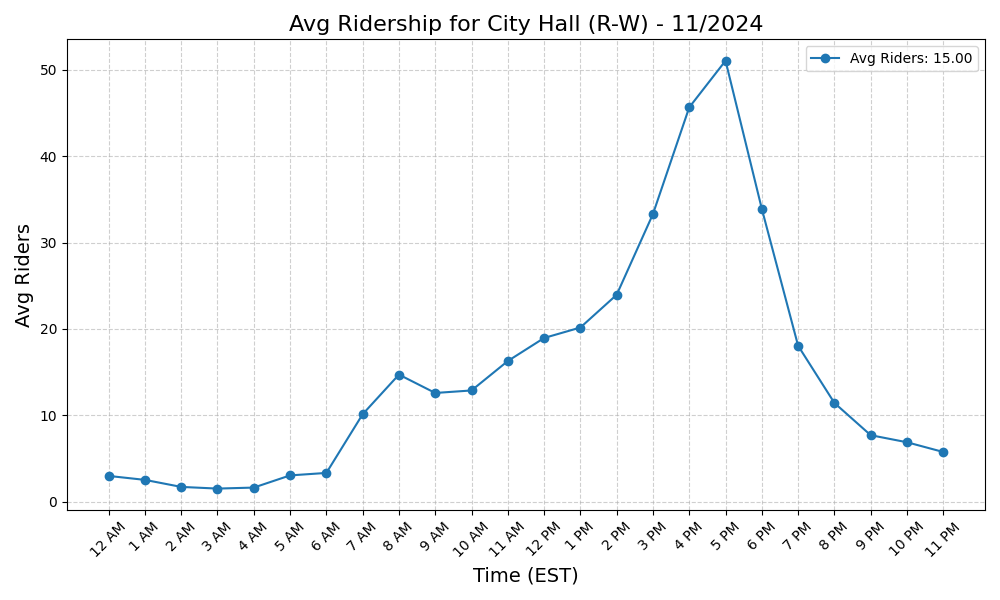 Avg Ridership for City Hall (R-W) - 11/2024
Avg Riders: 15.00
Avg Riders
50
40
30
20
10
0
12 AM
1 AM
2 AM
3 AM
4 AM
5 AM
6 AM
7 AM
8 AM
9 AM
10 AM
11 AM
12 PM
1 PM
2 PM
3 PM
4 PM
5 PM
6 PM
7 PM
8 PM
9 PM
10 PM
11 PM
Time (EST)